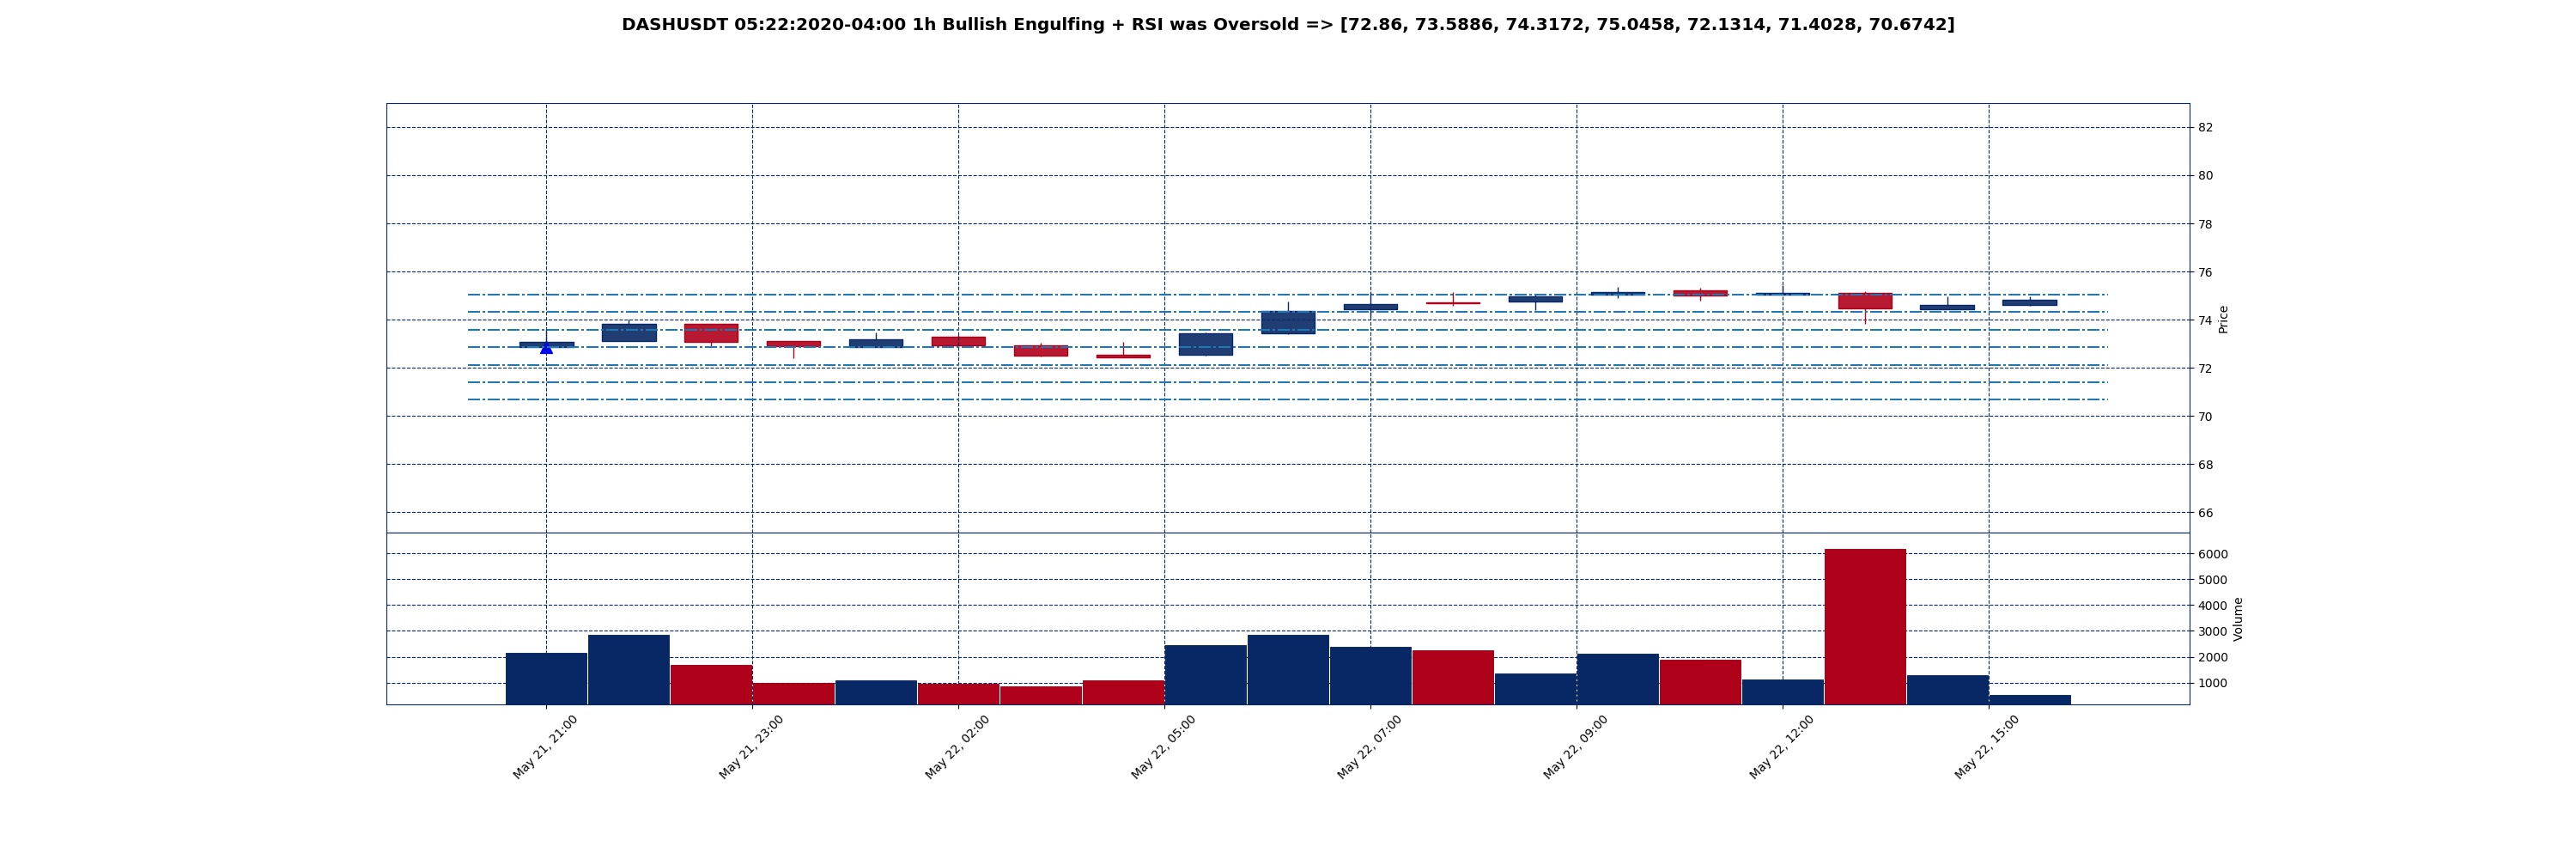 DASHUSDT 05:22:2020-04:00 1h Bullish Engulfing + RSI was Oversold => [72.86, 73.5886, 74.3172, 75.0458, 72.1314, 71.4028, 70.6742]
82
80
78
76
74
72
70
68
66
Price
6000
5000
4000
3000
2000
1000
Volume
May 21, 21:00
May 21, 23:00
May 22, 02:00
May 22, 05:00
May 22, 07:00
May 22, 09:00
May 22, 12:00
May 22, 15:00